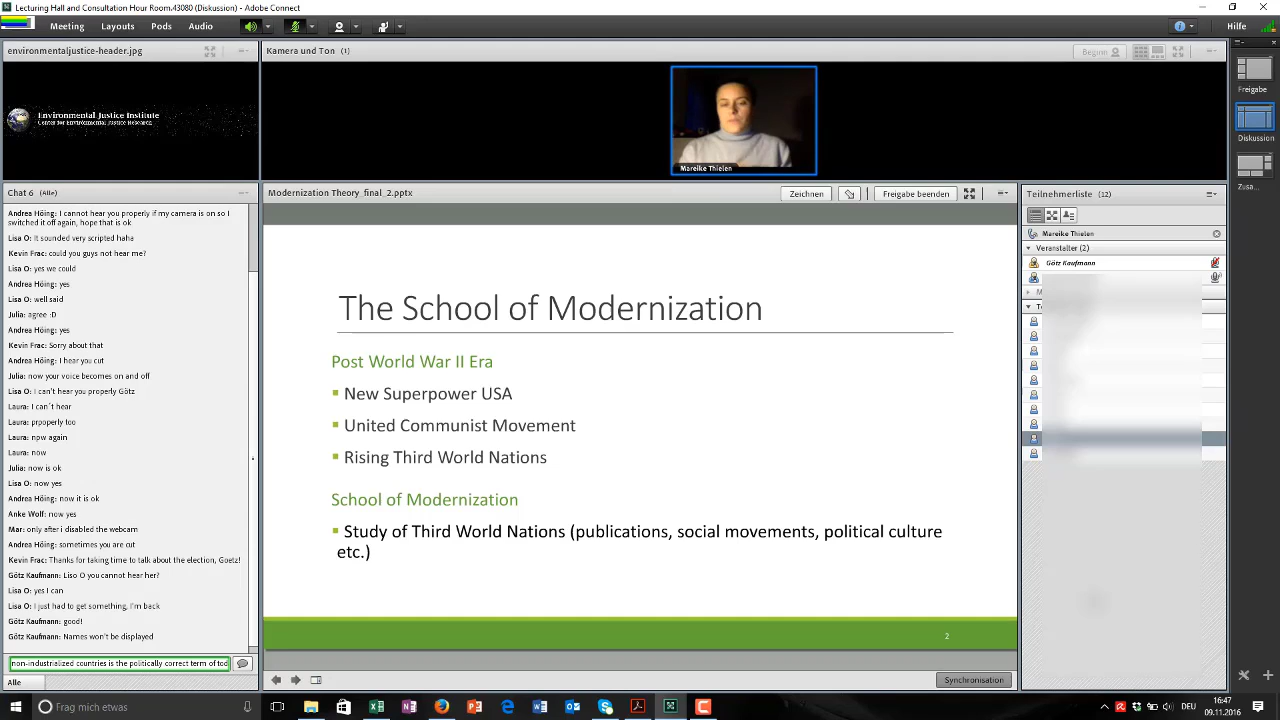 Lecturing Hall and Consultation Hour Room.43080 (Diskussion) - Adobe Connect
Meeting Layouts Pods Audio
Hilfe
environmentaljustice-header.jpg
Environmental Justice Institute
Center for Environmental Justice Research
Kamera und Ton (1)
Beginn
Mareike Thielen
Chat 6 (Alle)
Andrea Höing: I cannot hear you properly if my camera is on so I
switched it off again, hope that is ok
Lisa O: It sounded very scripted haha
Kevin Frac: could you guys not hear me?
Lisa O: yes we could
Andrea Höing: yes
Lisa O: well said
Julia: agree :D
Andrea Höing: yes
Kevin Frac: Sorry about that
Andrea Höing: I hear you cut
Julia: now your voice becomes on and off
Lisa O: I can't hear you properly Götz
Laura: I can´t hear
Laura: prpoperly too
Laura: npw again
Laura: now
Julia: now is ok
Lisa O: now yes
Andrea Höing: now it is ok
Anke Wolf: now yes
Mar: only after i disabled the webcam
Andrea Höing: sometimes you are cut
Kevin Frac: Thanks for taking time to talk about the election, Goetz!
Götz Kaufmann: Liso O you cannot hear her?
Lisa O: yes I can
Lisa O: I just had to get something, I'm back
Götz Kaufmann: good!
Götz Kaufmann: Names won't be displayed
non-industrialized countries is the politically correct term of tod
Alle
Modernization Theory_final_2.pptx
Zeichnen
Freigabe beenden
The School of Modernization
Post World War II Era
New Superpower USA
United Communist Movement
Rising Third World Nations
School of Modernization
Study of Third World Nations (publications, social movements, political culture
etc.)
2
Synchronisation
Teilnehmerliste (12)
Mareike Thielen
Veranstalter (2)
Götz Kaufmann
Freigabe
Diskussion
Zusa...
Frag mich etwas
DEU
16:47
09.11.2016